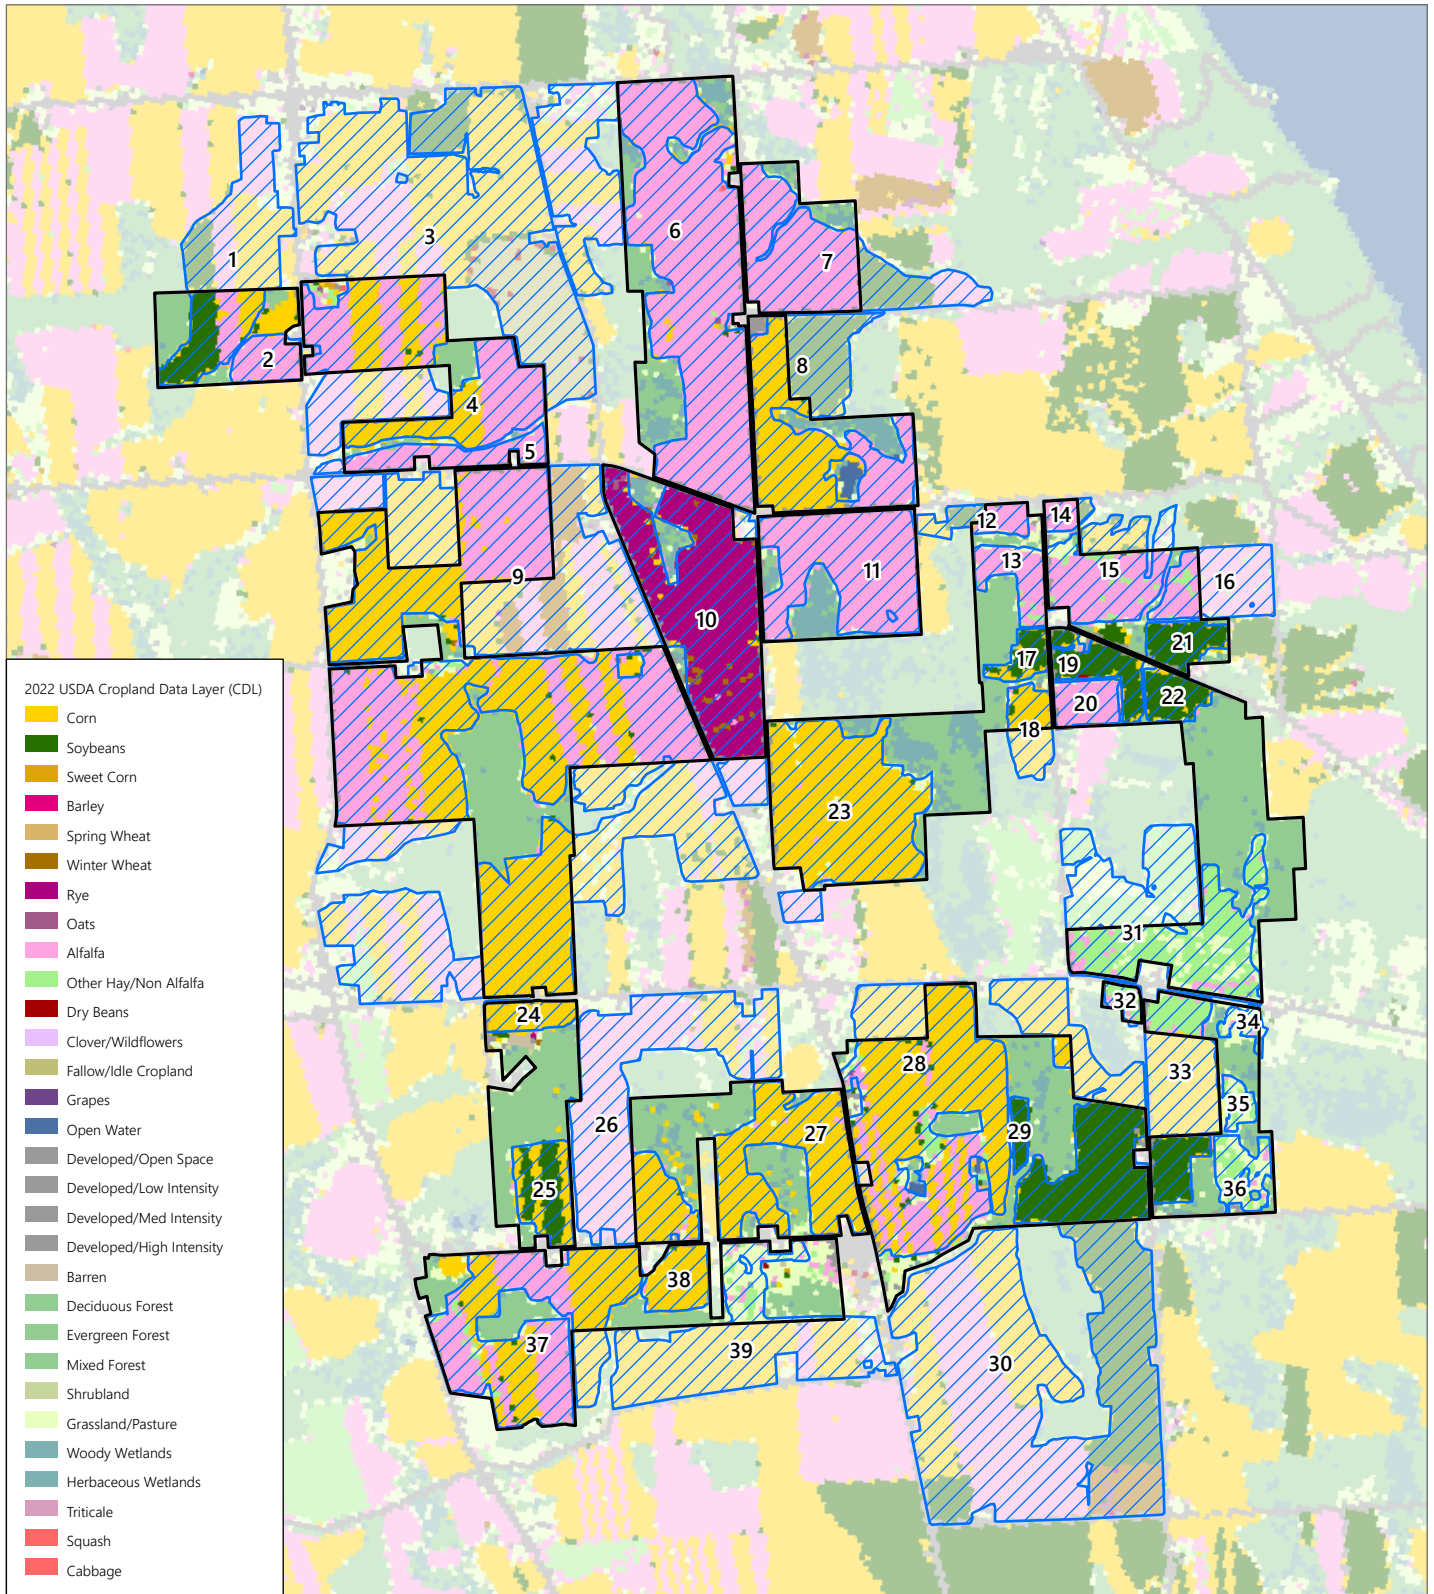 1
2
3
4
5
6
7
8
9
10
11
12
13
14
15
16
17
18
19
20
21
22
23
24
25
26
27
28
29
30
31
32
33
34
35
36
37
38
39
2022 USDA Cropland Data Layer (CDL)
Corn
Soybeans
Sweet Corn
Barley
Spring Wheat
Winter Wheat
Rye
Oats
Alfalfa
Other Hay/Non Alfalfa
Dry Beans
Clover/Wildflowers
Fallow/Idle Cropland
Grapes
Open Water
Developed/Open Space
Developed/Low Intensity
Developed/Med Intensity
Developed/High Intensity
Barren
Deciduous Forest
Evergreen Forest
Mixed Forest
Shrubland
Grassland/Pasture
Woody Wetlands
Herbaceous Wetlands
Triticale
Squash
Cabbage